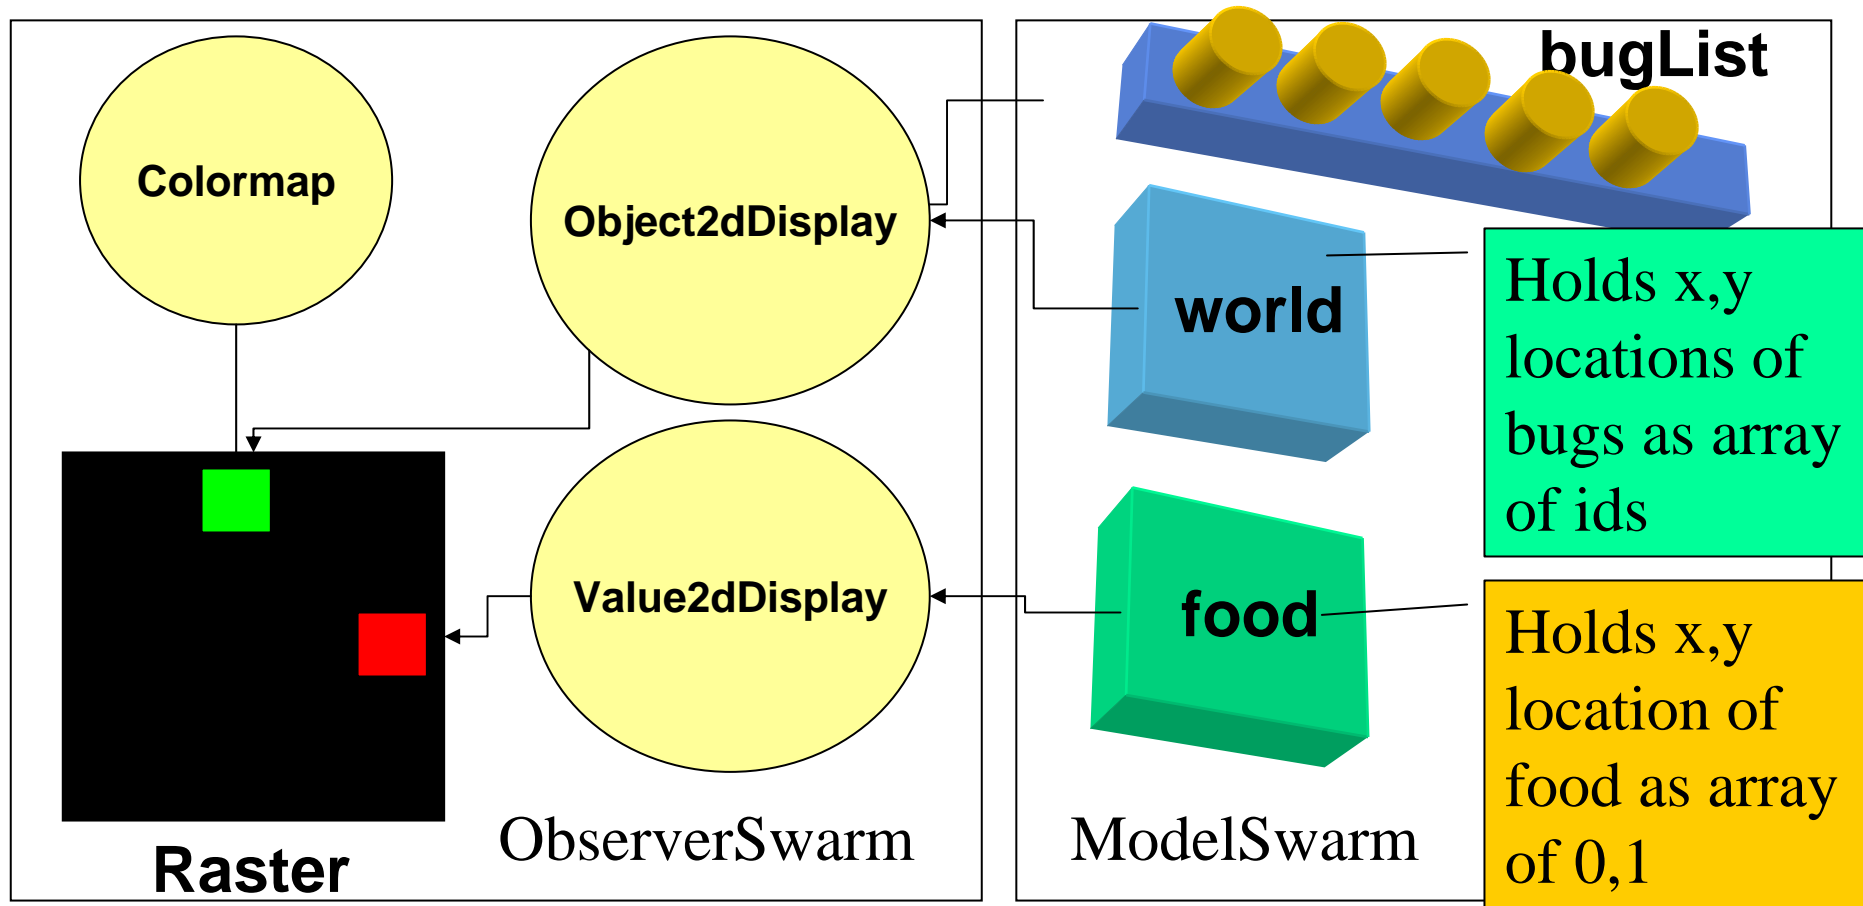 bugList
Colormap
Object2dDisplay
world
Holds x,y
locations of
bugs as array
of ids
Value2dDisplay
food
Holds x,y
location of
food as array
of 0,1
Raster
ObserverSwarm
ModelSwarm